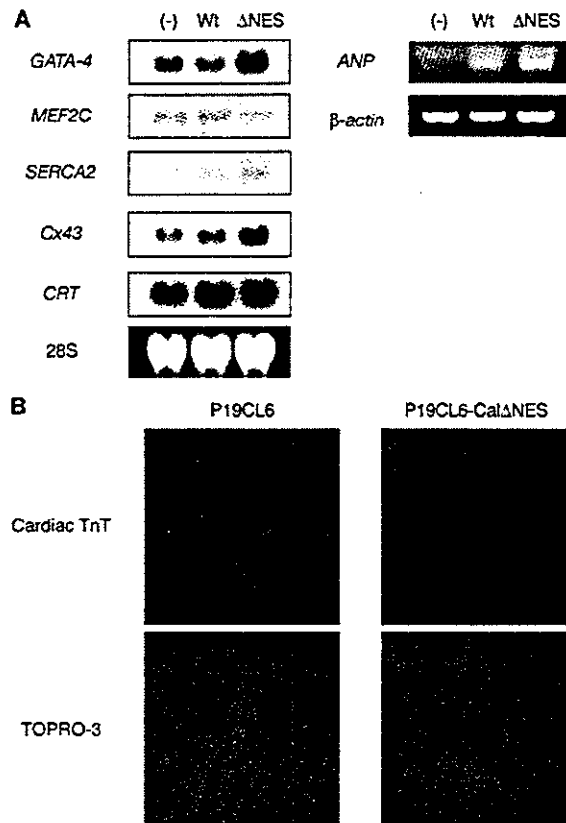 A
(-) Wt ΔNES
GATA-4
MEF2C
SERCA2
Cx43
CRT
28S
(-) Wt ΔNES
ANP
β-actin
B
P19CL6 P19CL6-CalΔNES
Cardiac TnT
TOPRO-3